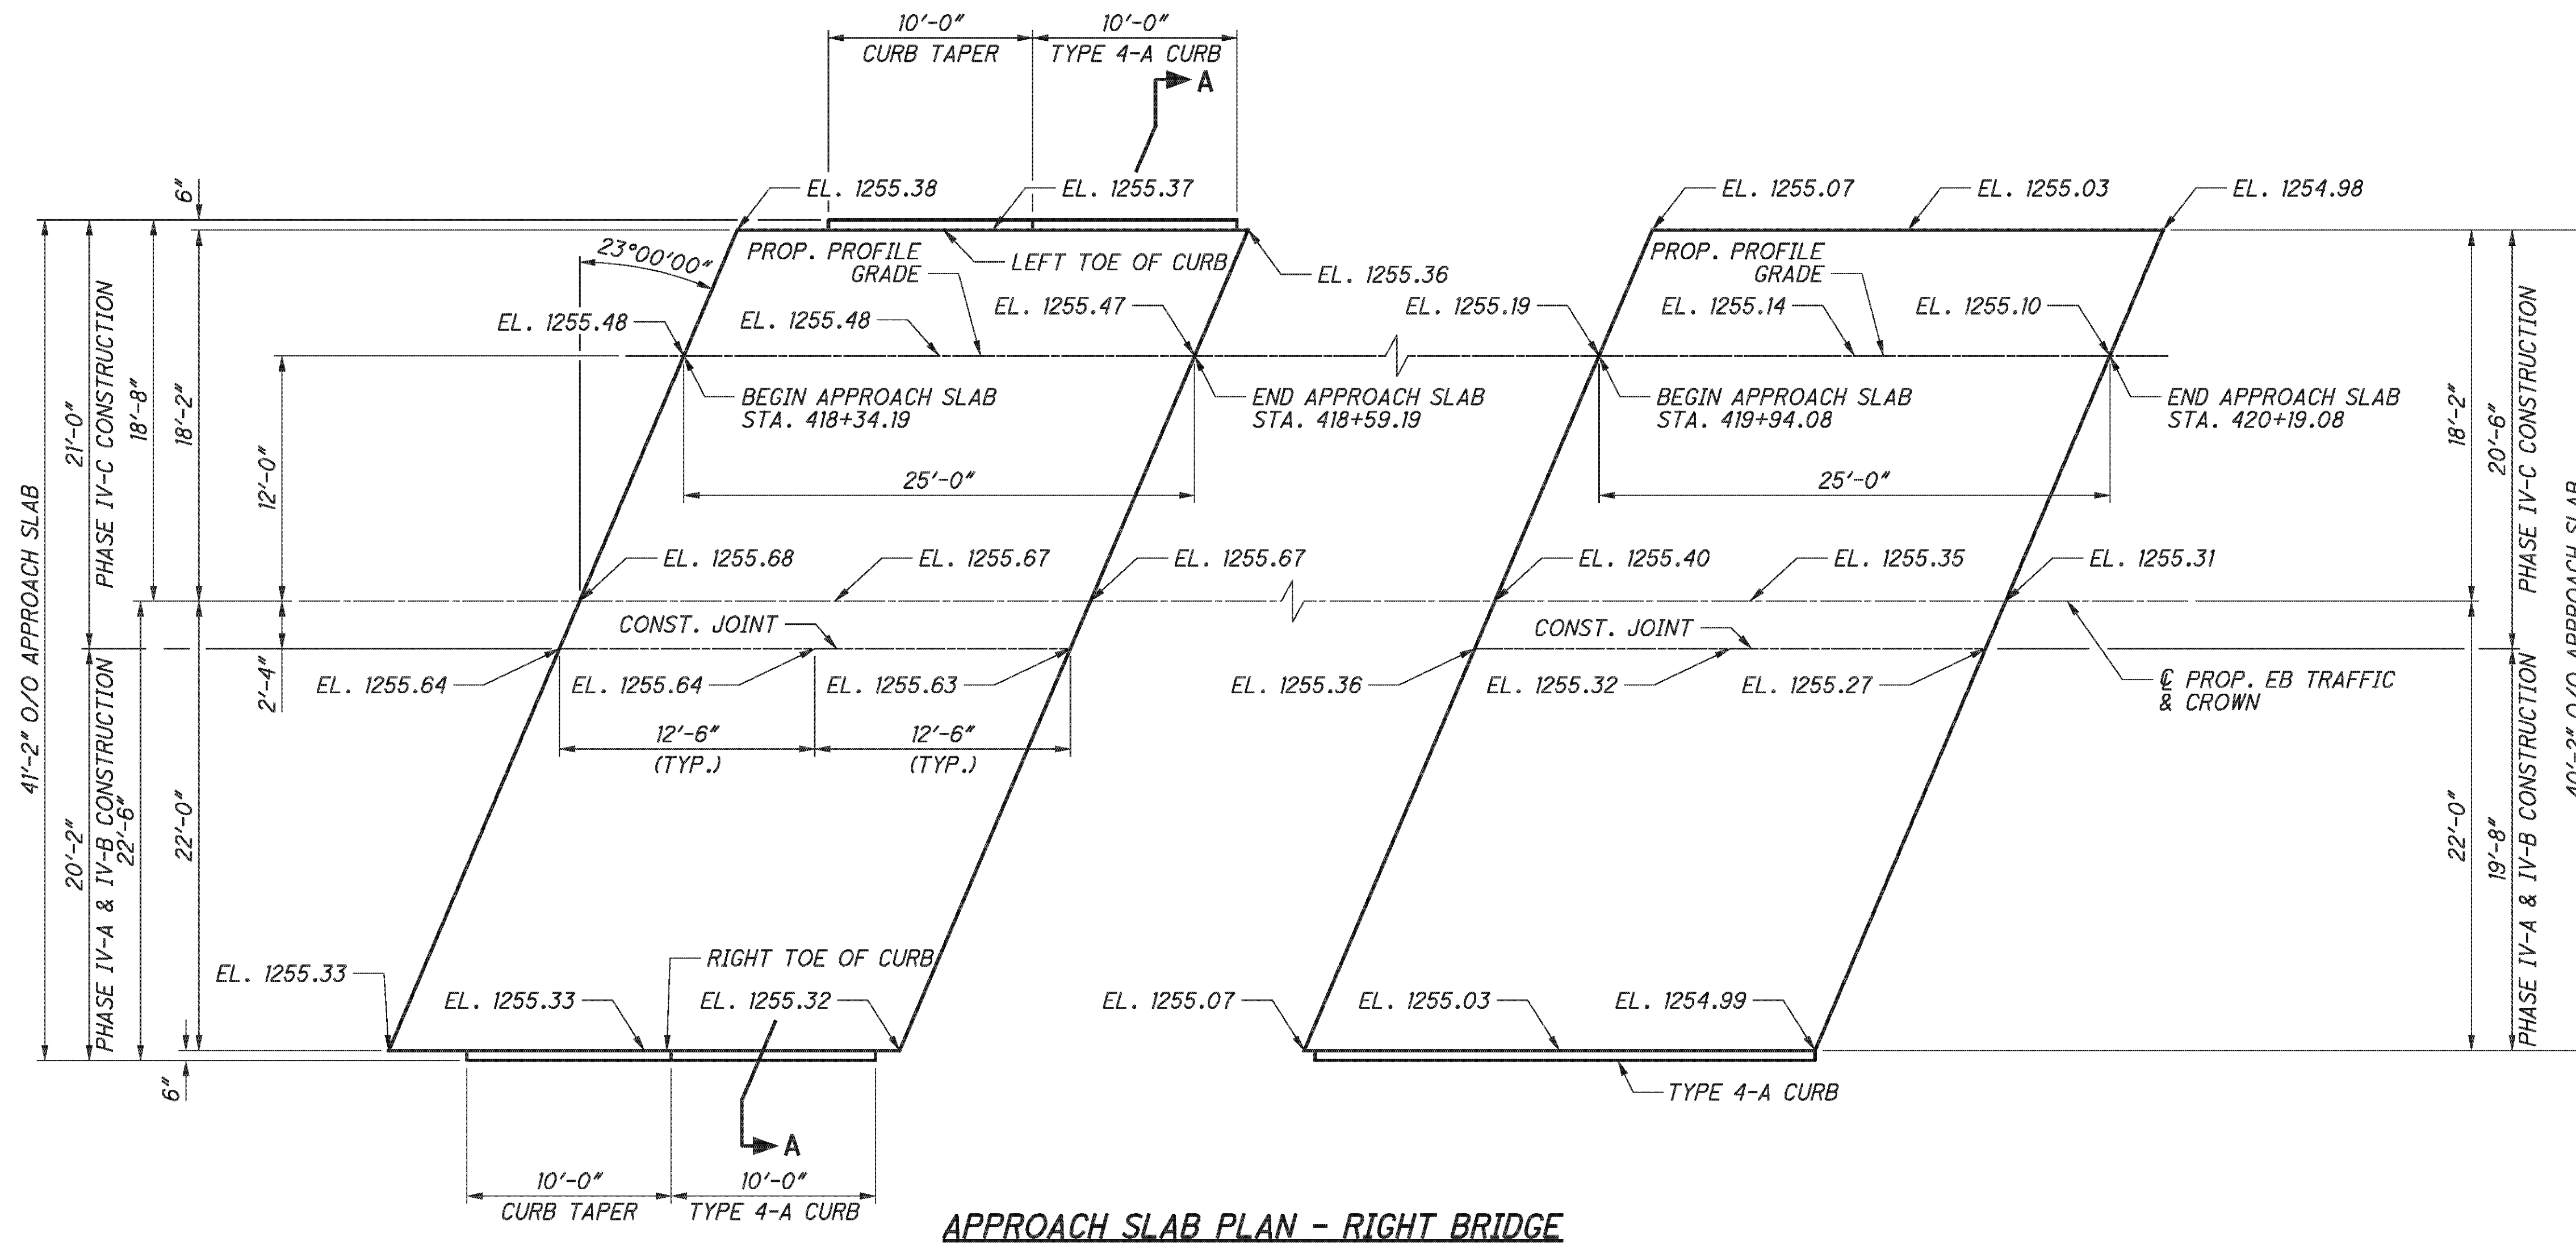 10'-0"
10'-0"
CURB TAPER
TYPE 4-A CURB
A
6"
EL. 1255.38
EL. 1255.37
EL. 1255.07
EL. 1255.03
EL. 1254.98
23°00'00"
PROP. PROFILE
GRADE
LEFT TOE OF CURB
EL. 1255.36
PROP. PROFILE
GRADE
EL. 1255.48
EL. 1255.48
EL. 1255.47
EL. 1255.19
EL. 1255.14
EL. 1255.10
BEGIN APPROACH SLAB
STA. 418+34.19
END APPROACH SLAB
STA. 418+59.19
BEGIN APPROACH SLAB
STA. 419+94.08
END APPROACH SLAB
STA. 420+19.08
41'-2" O/O APPROACH SLAB
21'-0"
PHASE IV-C CONSTRUCTION
18'-8"
18'-2"
12'-0"
25'-0"
25'-0"
18'-2"
20'-6"
PHASE IV-C CONSTRUCTION
40'-2" O/O APPROACH SLAB
EL. 1255.68
EL. 1255.67
EL. 1255.67
EL. 1255.40
EL. 1255.35
EL. 1255.31
CONST. JOINT
CONST. JOINT
2'-4"
EL. 1255.64
EL. 1255.64
EL. 1255.63
EL. 1255.36
EL. 1255.32
EL. 1255.27
℄ PROP. EB TRAFFIC
& CROWN
12'-6"
(TYP.)
12'-6"
(TYP.)
20'-2"
PHASE IV-A & IV-B CONSTRUCTION
22'-6"
22'-0"
22'-0"
19'-8"
PHASE IV-A & IV-B CONSTRUCTION
EL. 1255.33
RIGHT TOE OF CURB
EL. 1255.33
EL. 1255.32
EL. 1255.07
EL. 1255.03
EL. 1254.99
6"
TYPE 4-A CURB
A
10'-0"
10'-0"
CURB TAPER
TYPE 4-A CURB
APPROACH SLAB PLAN - RIGHT BRIDGE